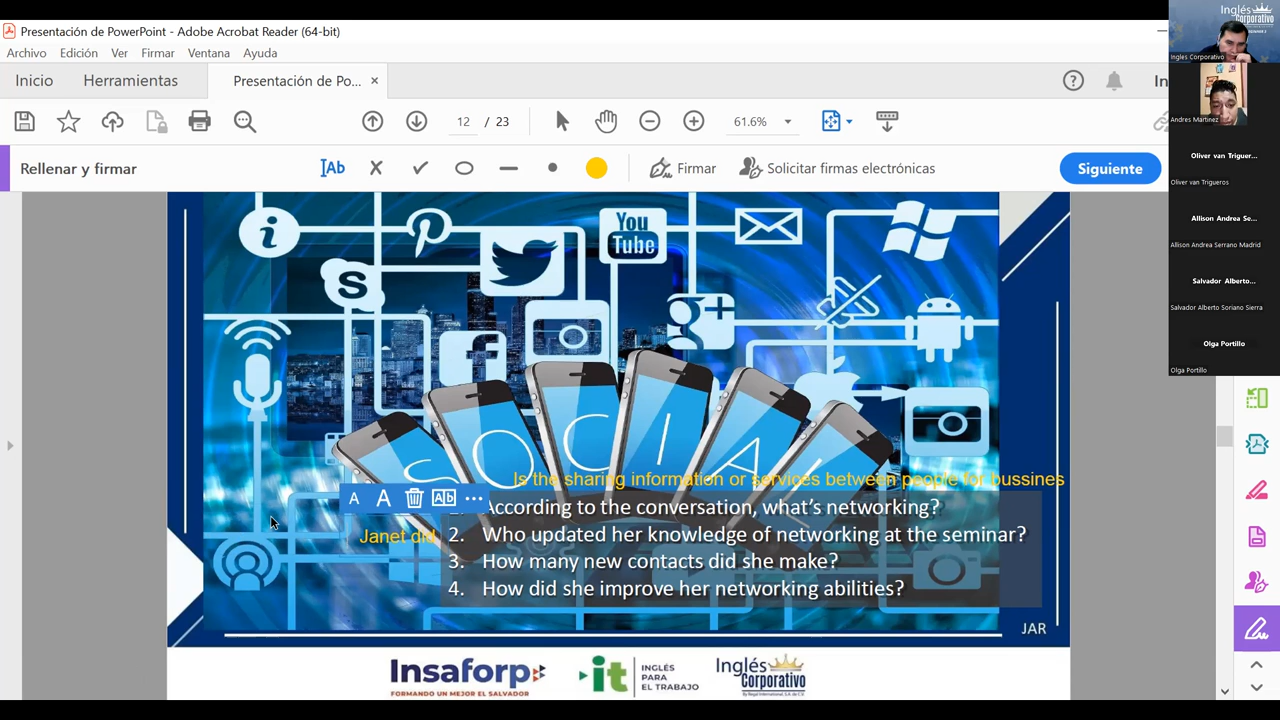 Presentación de PowerPoint - Adobe Acrobat Reader (64-bit)
Archivo Edición Ver Firmar Ventana Ayuda
Inicio Herramientas Presentación de Po... × In
12 / 23 61.6%
Rellenar y firmar Ab Firmar Solicitar firmas electrónicas Siguiente
You
Tube
SOCIAL
Is the sharing information or services between people for bussines
A A Ab ...
According to the conversation, what's networking?
Janet did 2. Who updated her knowledge of networking at the seminar?
3. How many new contacts did she make?
4. How did she improve her networking abilities?
JAR
Insaforp
FORMANDO UN MEJOR EL SALVADOR
it INGLÉS
PARA
EL TRABAJO
Inglés
Corporativo
Inglés
Corporativo
Ingles Corporativo
Andres Martinez
Oliver van Triguer...
Oliver van Trigueros
Allison Andrea Se...
Allison Andrea Serrano Madrid
Salvador Alberto...
Salvador Alberto Soriano Sierra
Olga Portillo
Olga Portillo